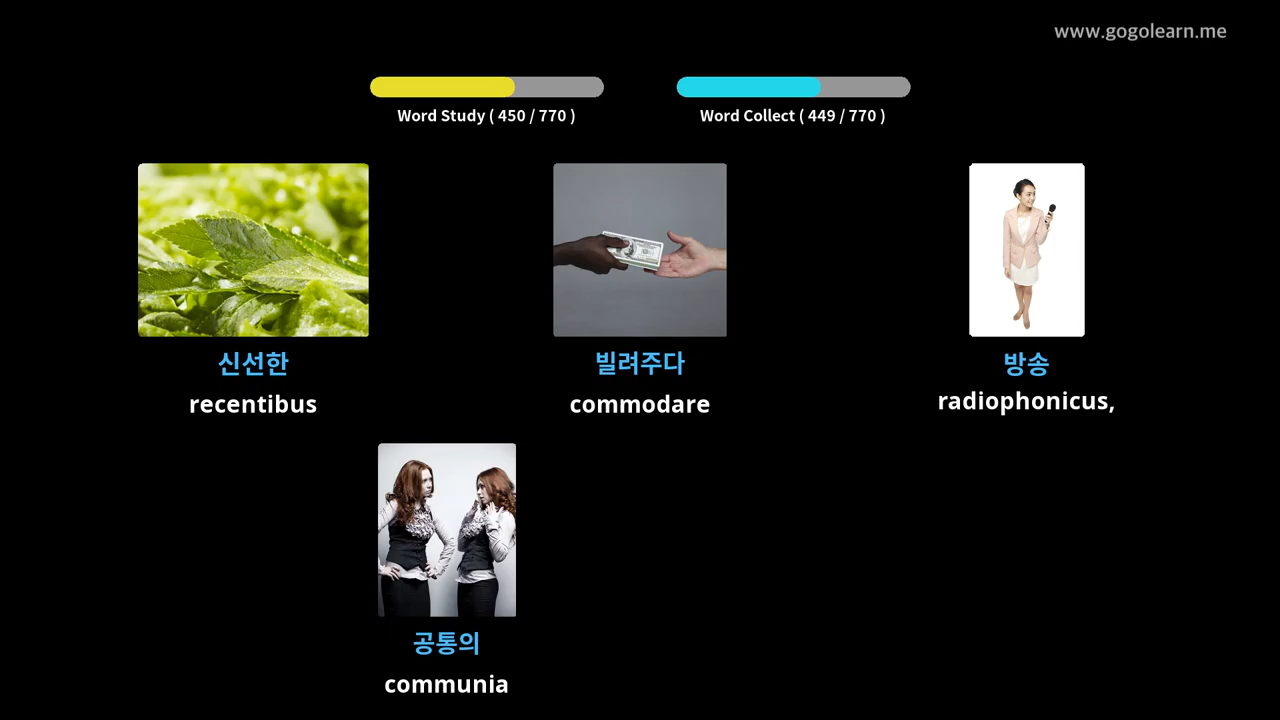 www.gogolearn.me
Word Study ( 450 / 770 )
Word Collect ( 449 / 770 )
신선한
recentibus
빌려주다
commodare
방송
radiophonicus,
공통의
communia